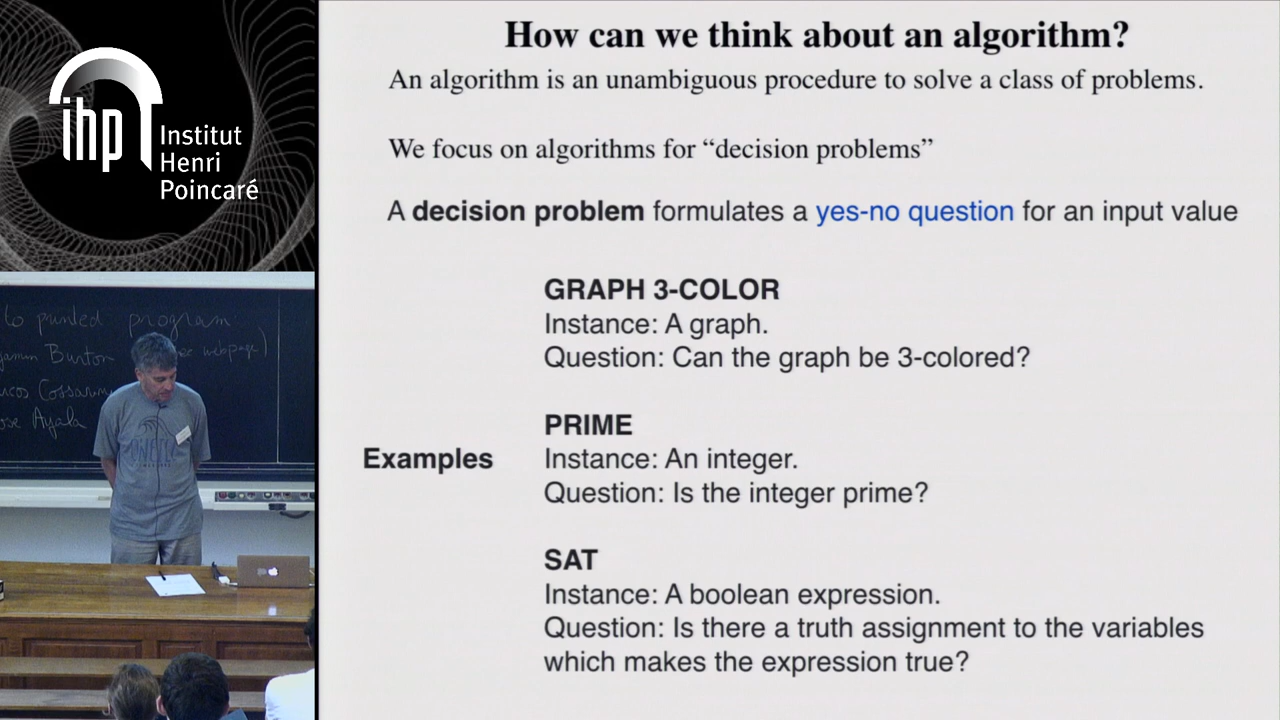 ihp
Institut
Henri
Poincaré
to printed program
Burton
see webpage)
Ayala
How can we think about an algorithm?
An algorithm is an unambiguous procedure to solve a class of problems.
We focus on algorithms for “decision problems”
A decision problem formulates a yes-no question for an input value
GRAPH 3-COLOR
Instance: A graph.
Question: Can the graph be 3-colored?
PRIME
Examples Instance: An integer.
Question: Is the integer prime?
SAT
Instance: A boolean expression.
Question: Is there a truth assignment to the variables
which makes the expression true?